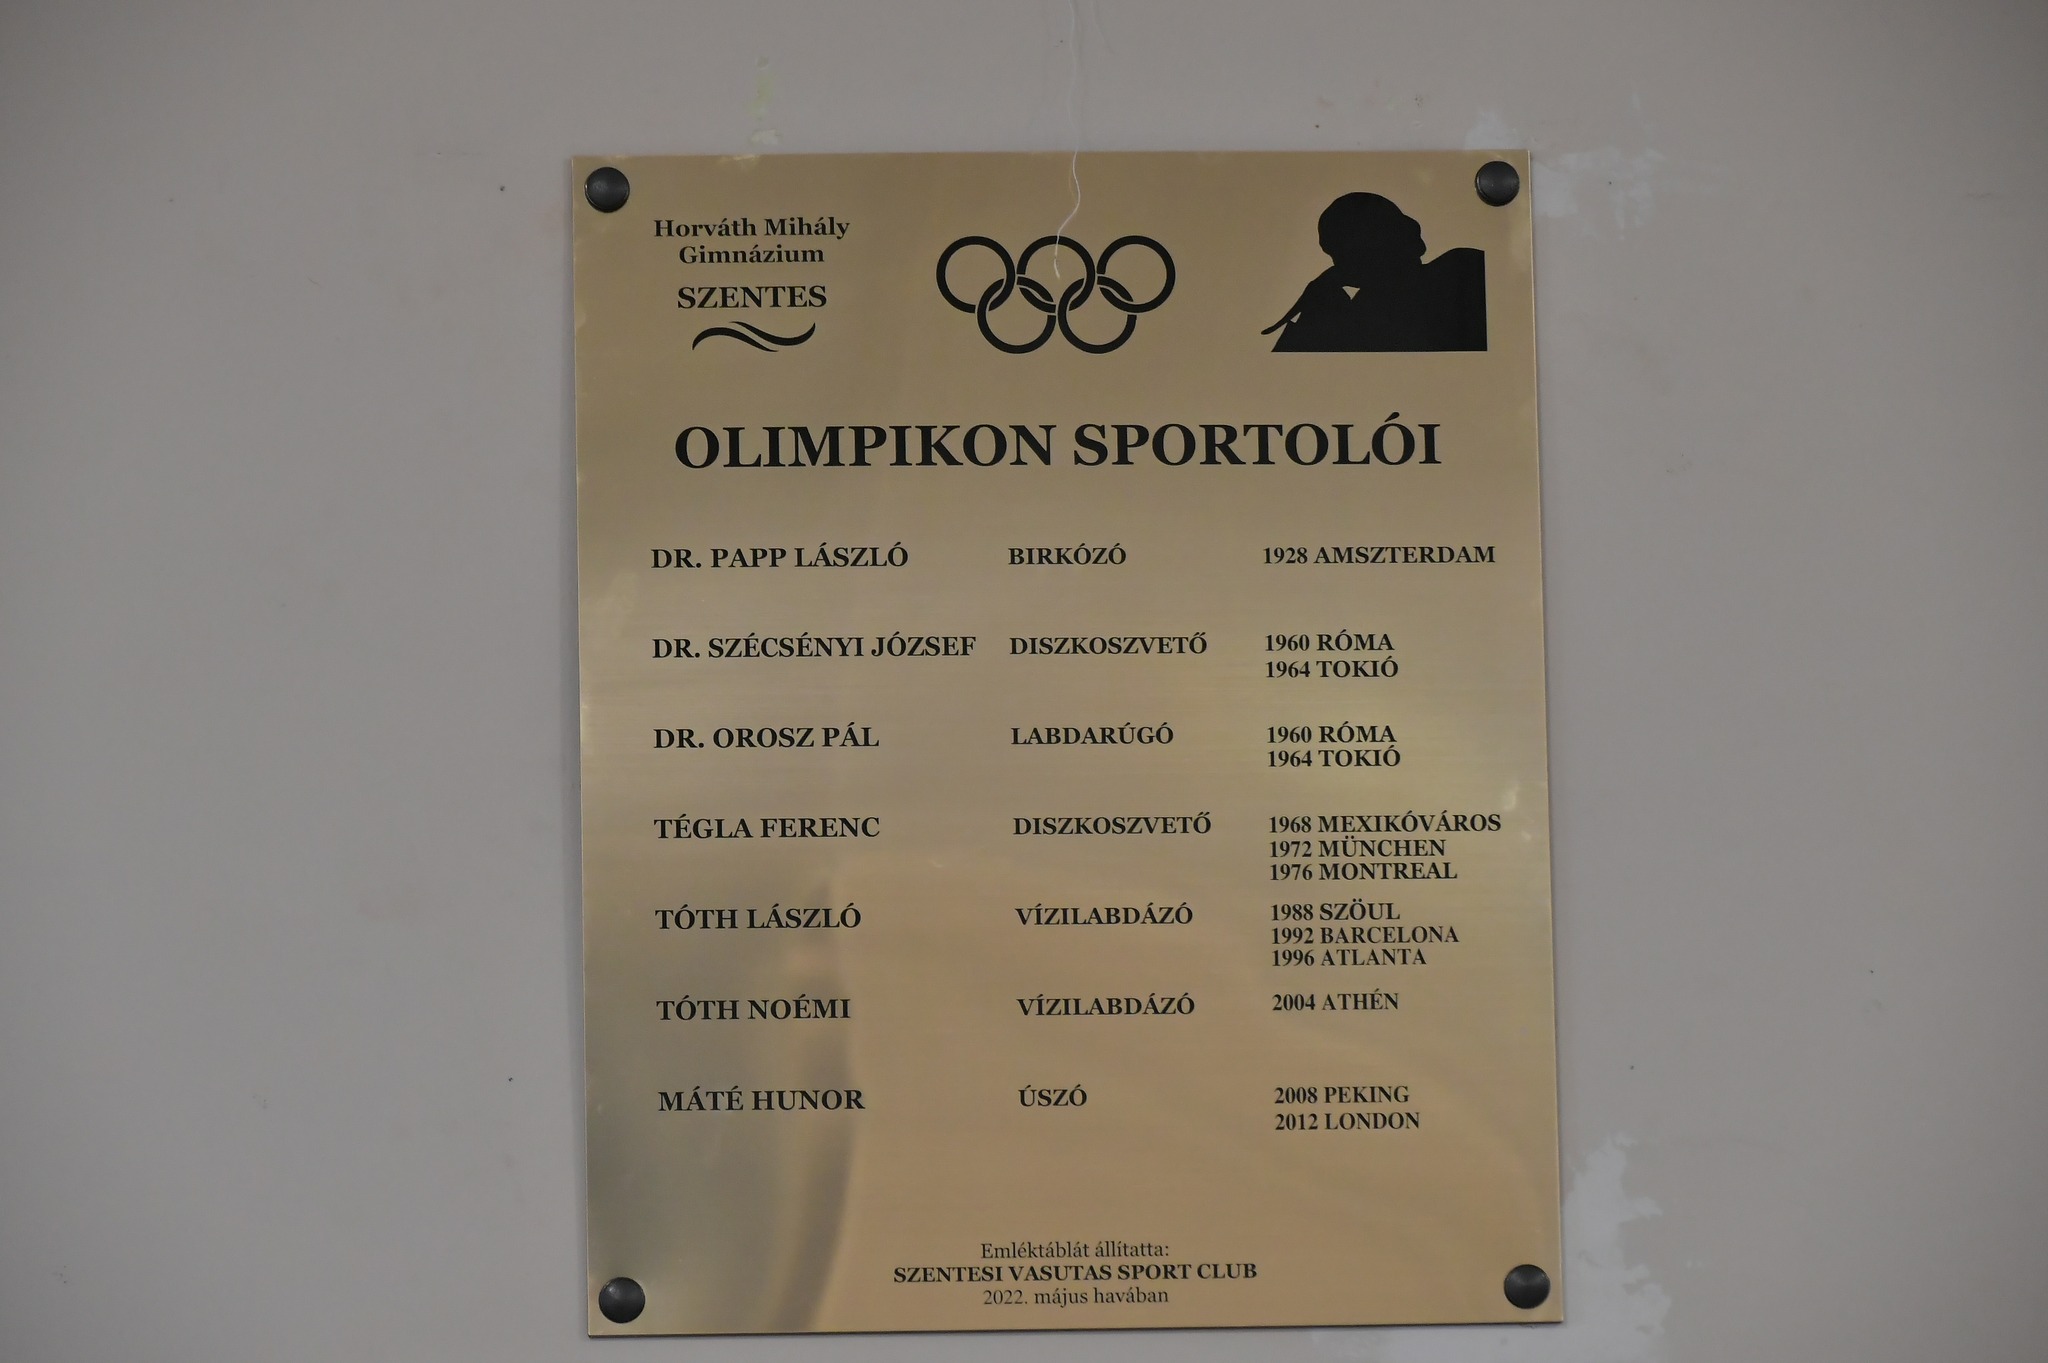 Horváth Mihály
Gimnázium
SZENTES
OLIMPIKON SPORTOLÓI
DR. PAPP LÁSZLÓ BIRKÓZÓ 1928 AMSZTERDAM
DR. SZÉCSÉNYI JÓZSEF DISZKOSZVETŐ 1960 RÓMA
1964 TOKIÓ
DR. OROSZ PÁL LABDARÚGÓ 1960 RÓMA
1964 TOKIÓ
TÉGLA FERENC DISZKOSZVETŐ 1968 MEXIKÓVÁROS
1972 MÜNCHEN
1976 MONTREAL
TÓTH LÁSZLÓ VÍZILABDÁZÓ 1988 SZÖUL
1992 BARCELONA
1996 ATLANTA
TÓTH NOÉMI VÍZILABDÁZÓ 2004 ATHÉN
MÁTÉ HUNOR ÚSZÓ 2008 PEKING
2012 LONDON
Emléktáblát állítatta:
SZENTESI VASUTAS SPORT CLUB
2022. május havában